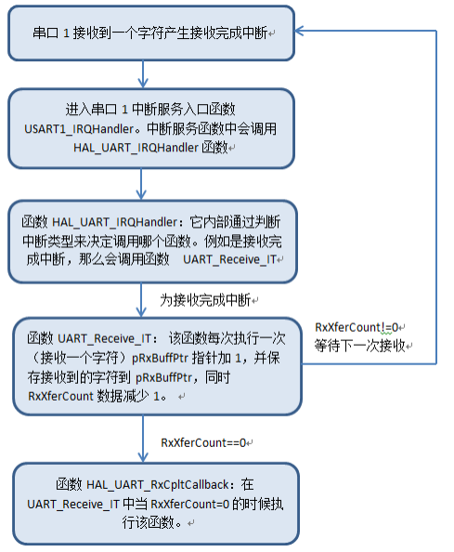 串口 1 接收到一个字符产生接收完成中断
进入串口 1 中断服务入口函数
USART1_IRQHandler。中断服务函数中会调用
HAL_UART_IRQHandler 函数
函数 HAL_UART_IRQHandler：它内部通过判断
中断类型来决定调用哪个函数。例如是接收完
成中断，那么会调用函数 UART_Receive_IT
为接收完成中断
函数 UART_Receive_IT： 该函数每次执行一次
（接收一个字符）pRxBuffPtr 指针加 1，并保
存接收到的字符到 pRxBuffPtr，同时
RxXferCount 数据减少 1。
RxXferCount!=0
等待下一次接收
RxXferCount==0
函数 HAL_UART_RxCpltCallback：在
UART_Receive_IT 中当 RxXferCount=0 的时候执
行该函数。